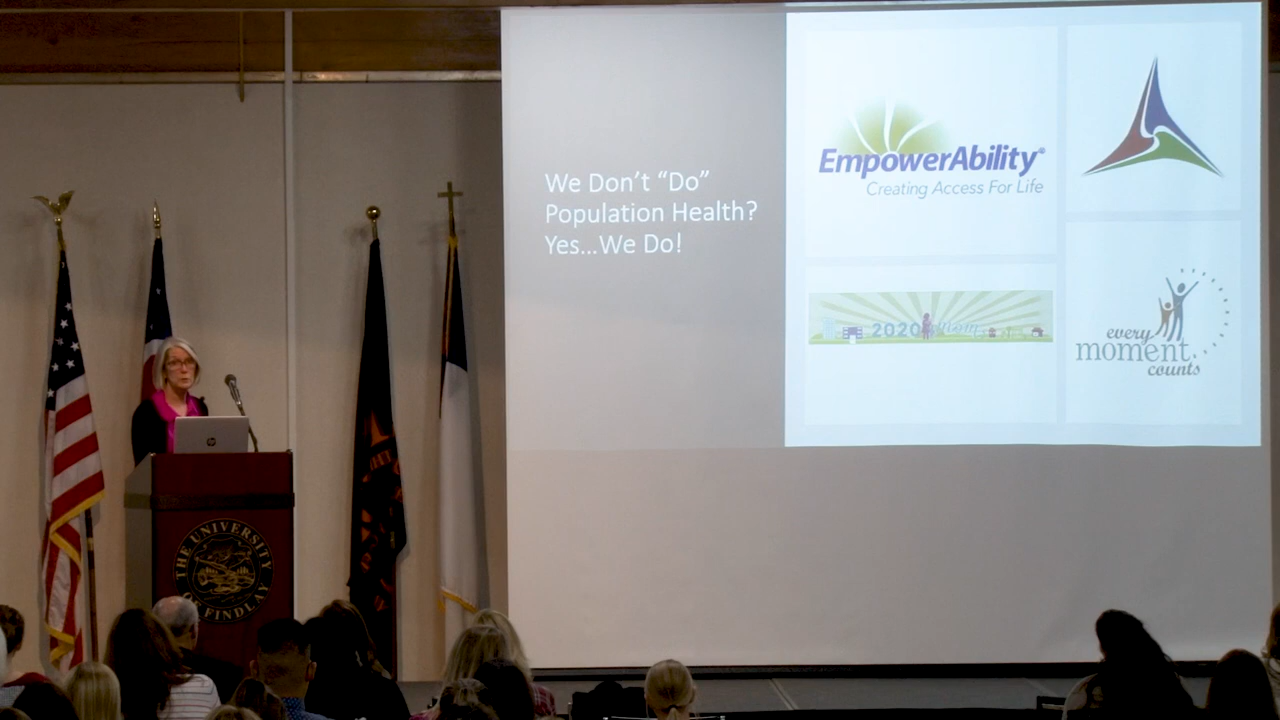 We Don't “Do”
Population Health?
Yes...We Do!
EmpowerAbility®
Creating Access For Life
2020
every
moment
counts
hp
THE UNIVERSITY
OF FINDLAY